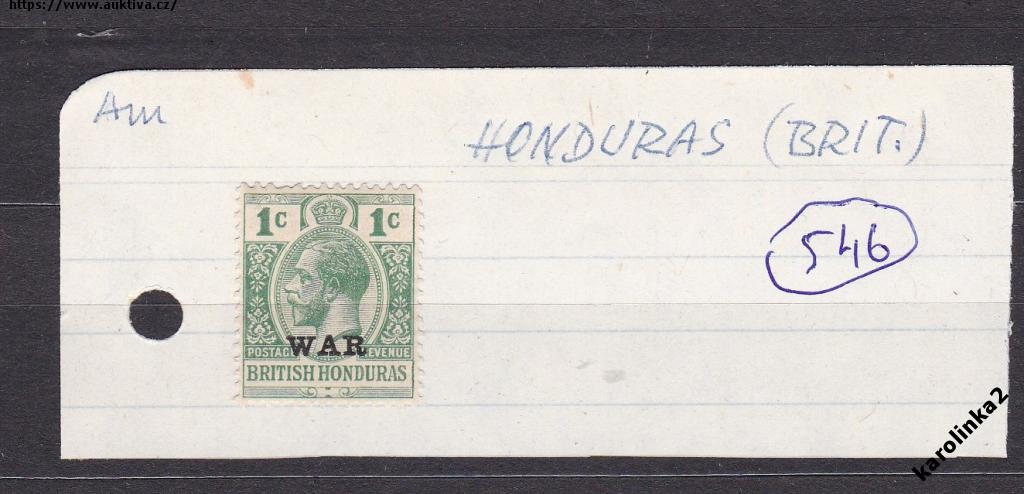 https://www.auktiva.cz/
Am
HONDURAS (BRIT.)
546
1c 1c
WAR
POSTAGE REVENUE
BRITISH HONDURAS
karolinka2